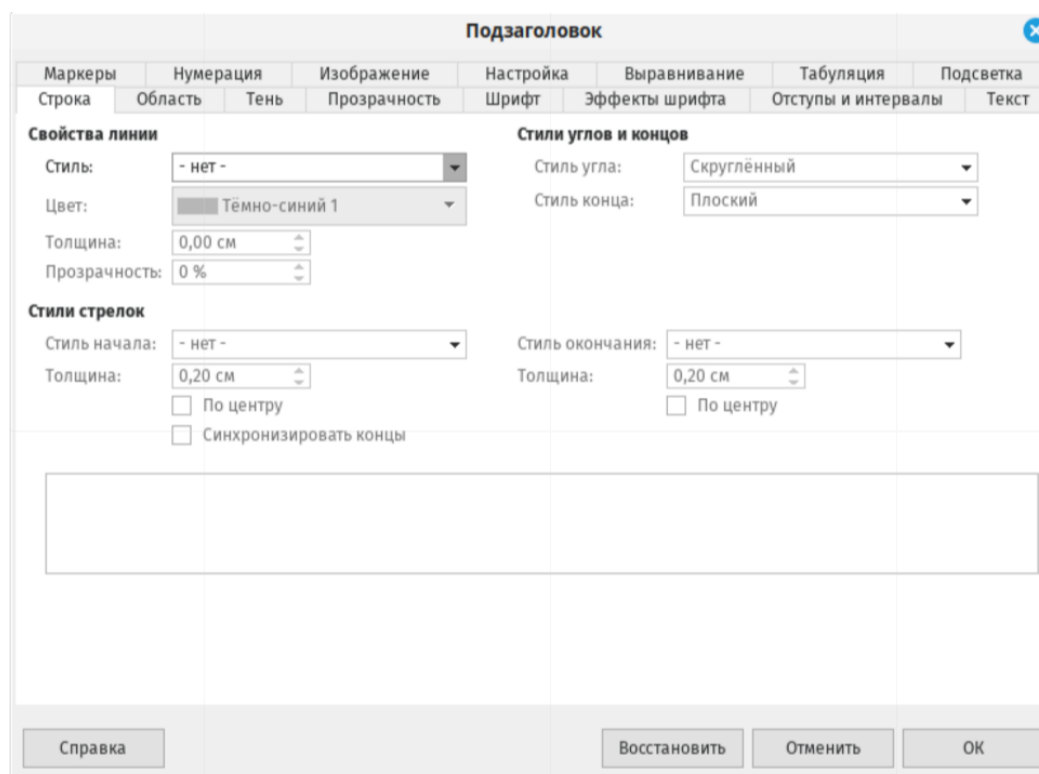 Подзаголовок
Маркеры Нумерация Изображение Настройка Выравнивание Табуляция Подсветка
Строка Область Тень Прозрачность Шрифт Эффекты шрифта Отступы и интервалы Текст
Свойства линии Стили углов и концов
Стиль: - нет - Стиль угла: Скруглённый
Цвет: Тёмно-синий 1 Стиль конца: Плоский
Толщина: 0,00 см
Прозрачность: 0 %
Стили стрелок
Стиль начала: - нет - Стиль окончания: - нет -
Толщина: 0,20 см Толщина: 0,20 см
По центру По центру
Синхронизировать концы
Справка Восстановить Отменить ОК